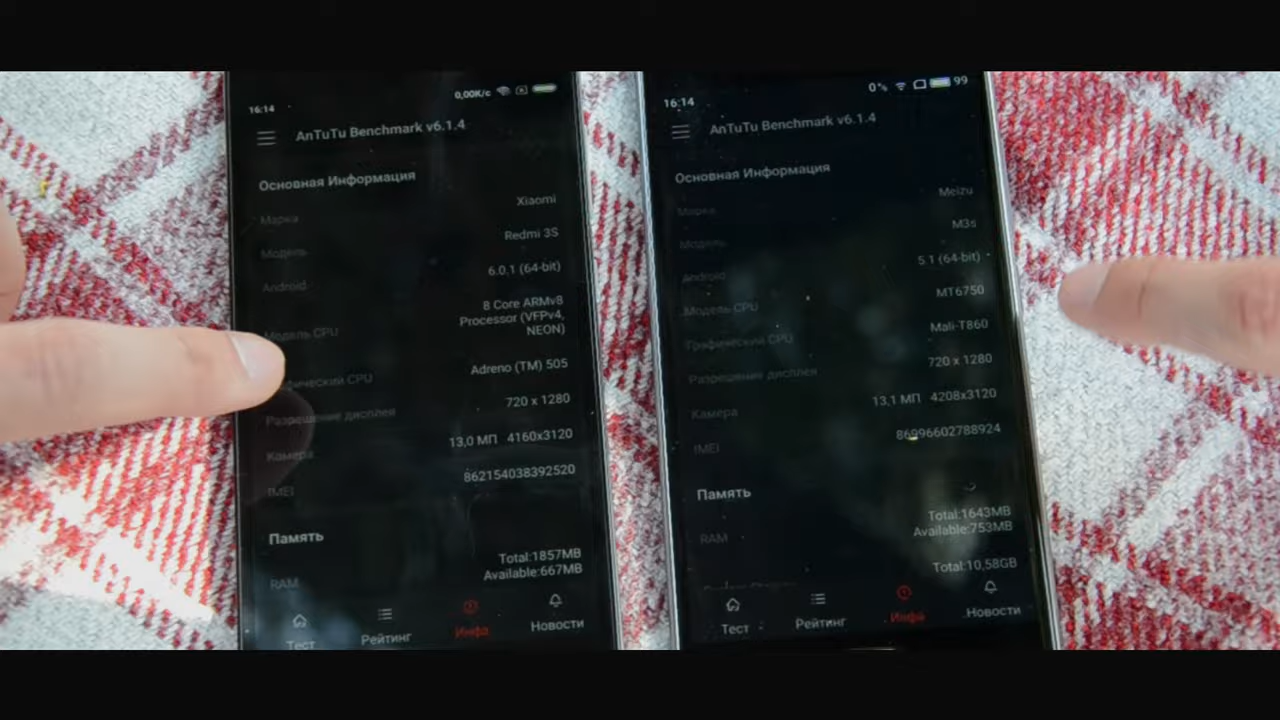 16:14
0,00K/c
AnTuTu Benchmark v6.1.4
Основная Информация
Марка
Xiaomi
Модель
Redmi 3S
Android
6.0.1 (64-bit)
Модель CPU
8 Core ARMv8
Processor (VFPv4,
NEON)
фический CPU
Adreno (TM) 505
Разрешение дисплея
720 x 1280
Камера
13,0 МП 4160x3120
IMEI
862154038392520
Память
RAM
Total:1857MB
Available:667MB
Тест
Рейтинг
Инфа
Новости
16:14
0% 99
AnTuTu Benchmark v6.1.4
Основная Информация
Марка
Meizu
Модель
M3s
Android
5.1 (64-bit)
Модель CPU
MT6750
Графический CPU
Mali-T860
Разрешение дисплея
720 x 1280
Камера
13,1 МП 4208x3120
IMEI
Память
RAM
Total:1643MB
Available:753MB
Total:10,58GB
Тест
Рейтинг
Инфа
Новости